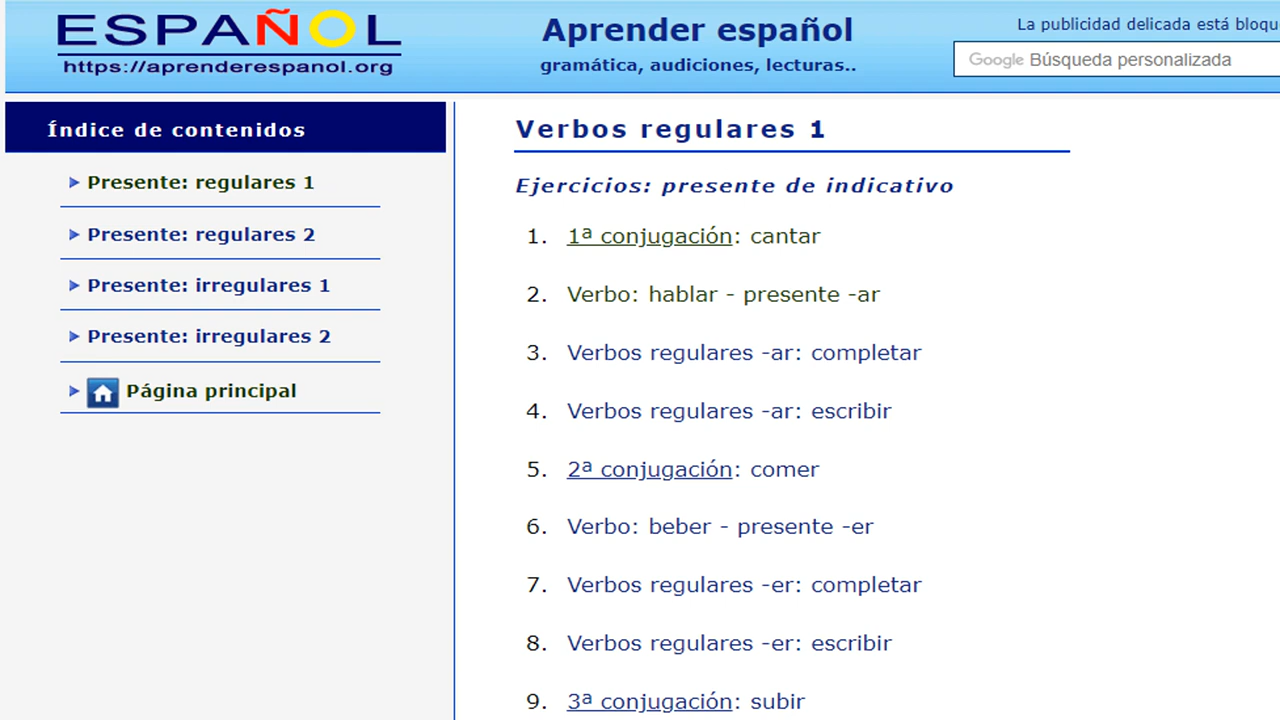 ESPAÑOL
https://aprenderespanol.org
Aprender español
gramática, audiciones, lecturas..
La publicidad delicada está
Google Búsqueda personalizada
Índice de contenidos
Presente: regulares 1
Presente: regulares 2
Presente: irregulares 1
Presente: irregulares 2
Página principal
Verbos regulares 1
Ejercicios: presente de indicativo
1. 1ª conjugación: cantar
2. Verbo: hablar - presente -ar
3. Verbos regulares -ar: completar
4. Verbos regulares -ar: escribir
5. 2ª conjugación: comer
6. Verbo: beber - presente -er
7. Verbos regulares -er: completar
8. Verbos regulares -er: escribir
9. 3ª conjugación: subir